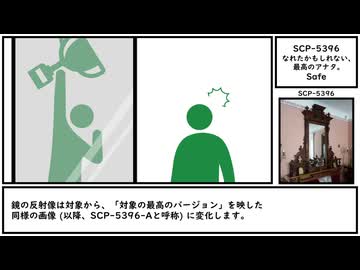 SCP-5396
なれたかもしれない、
最高のアナタ。
Safe
SCP-5396
鏡の反射像は対象から、「対象の最高のバージョン」を映した
同様の画像 (以降、SCP-5396-Aと呼称) に変化します。